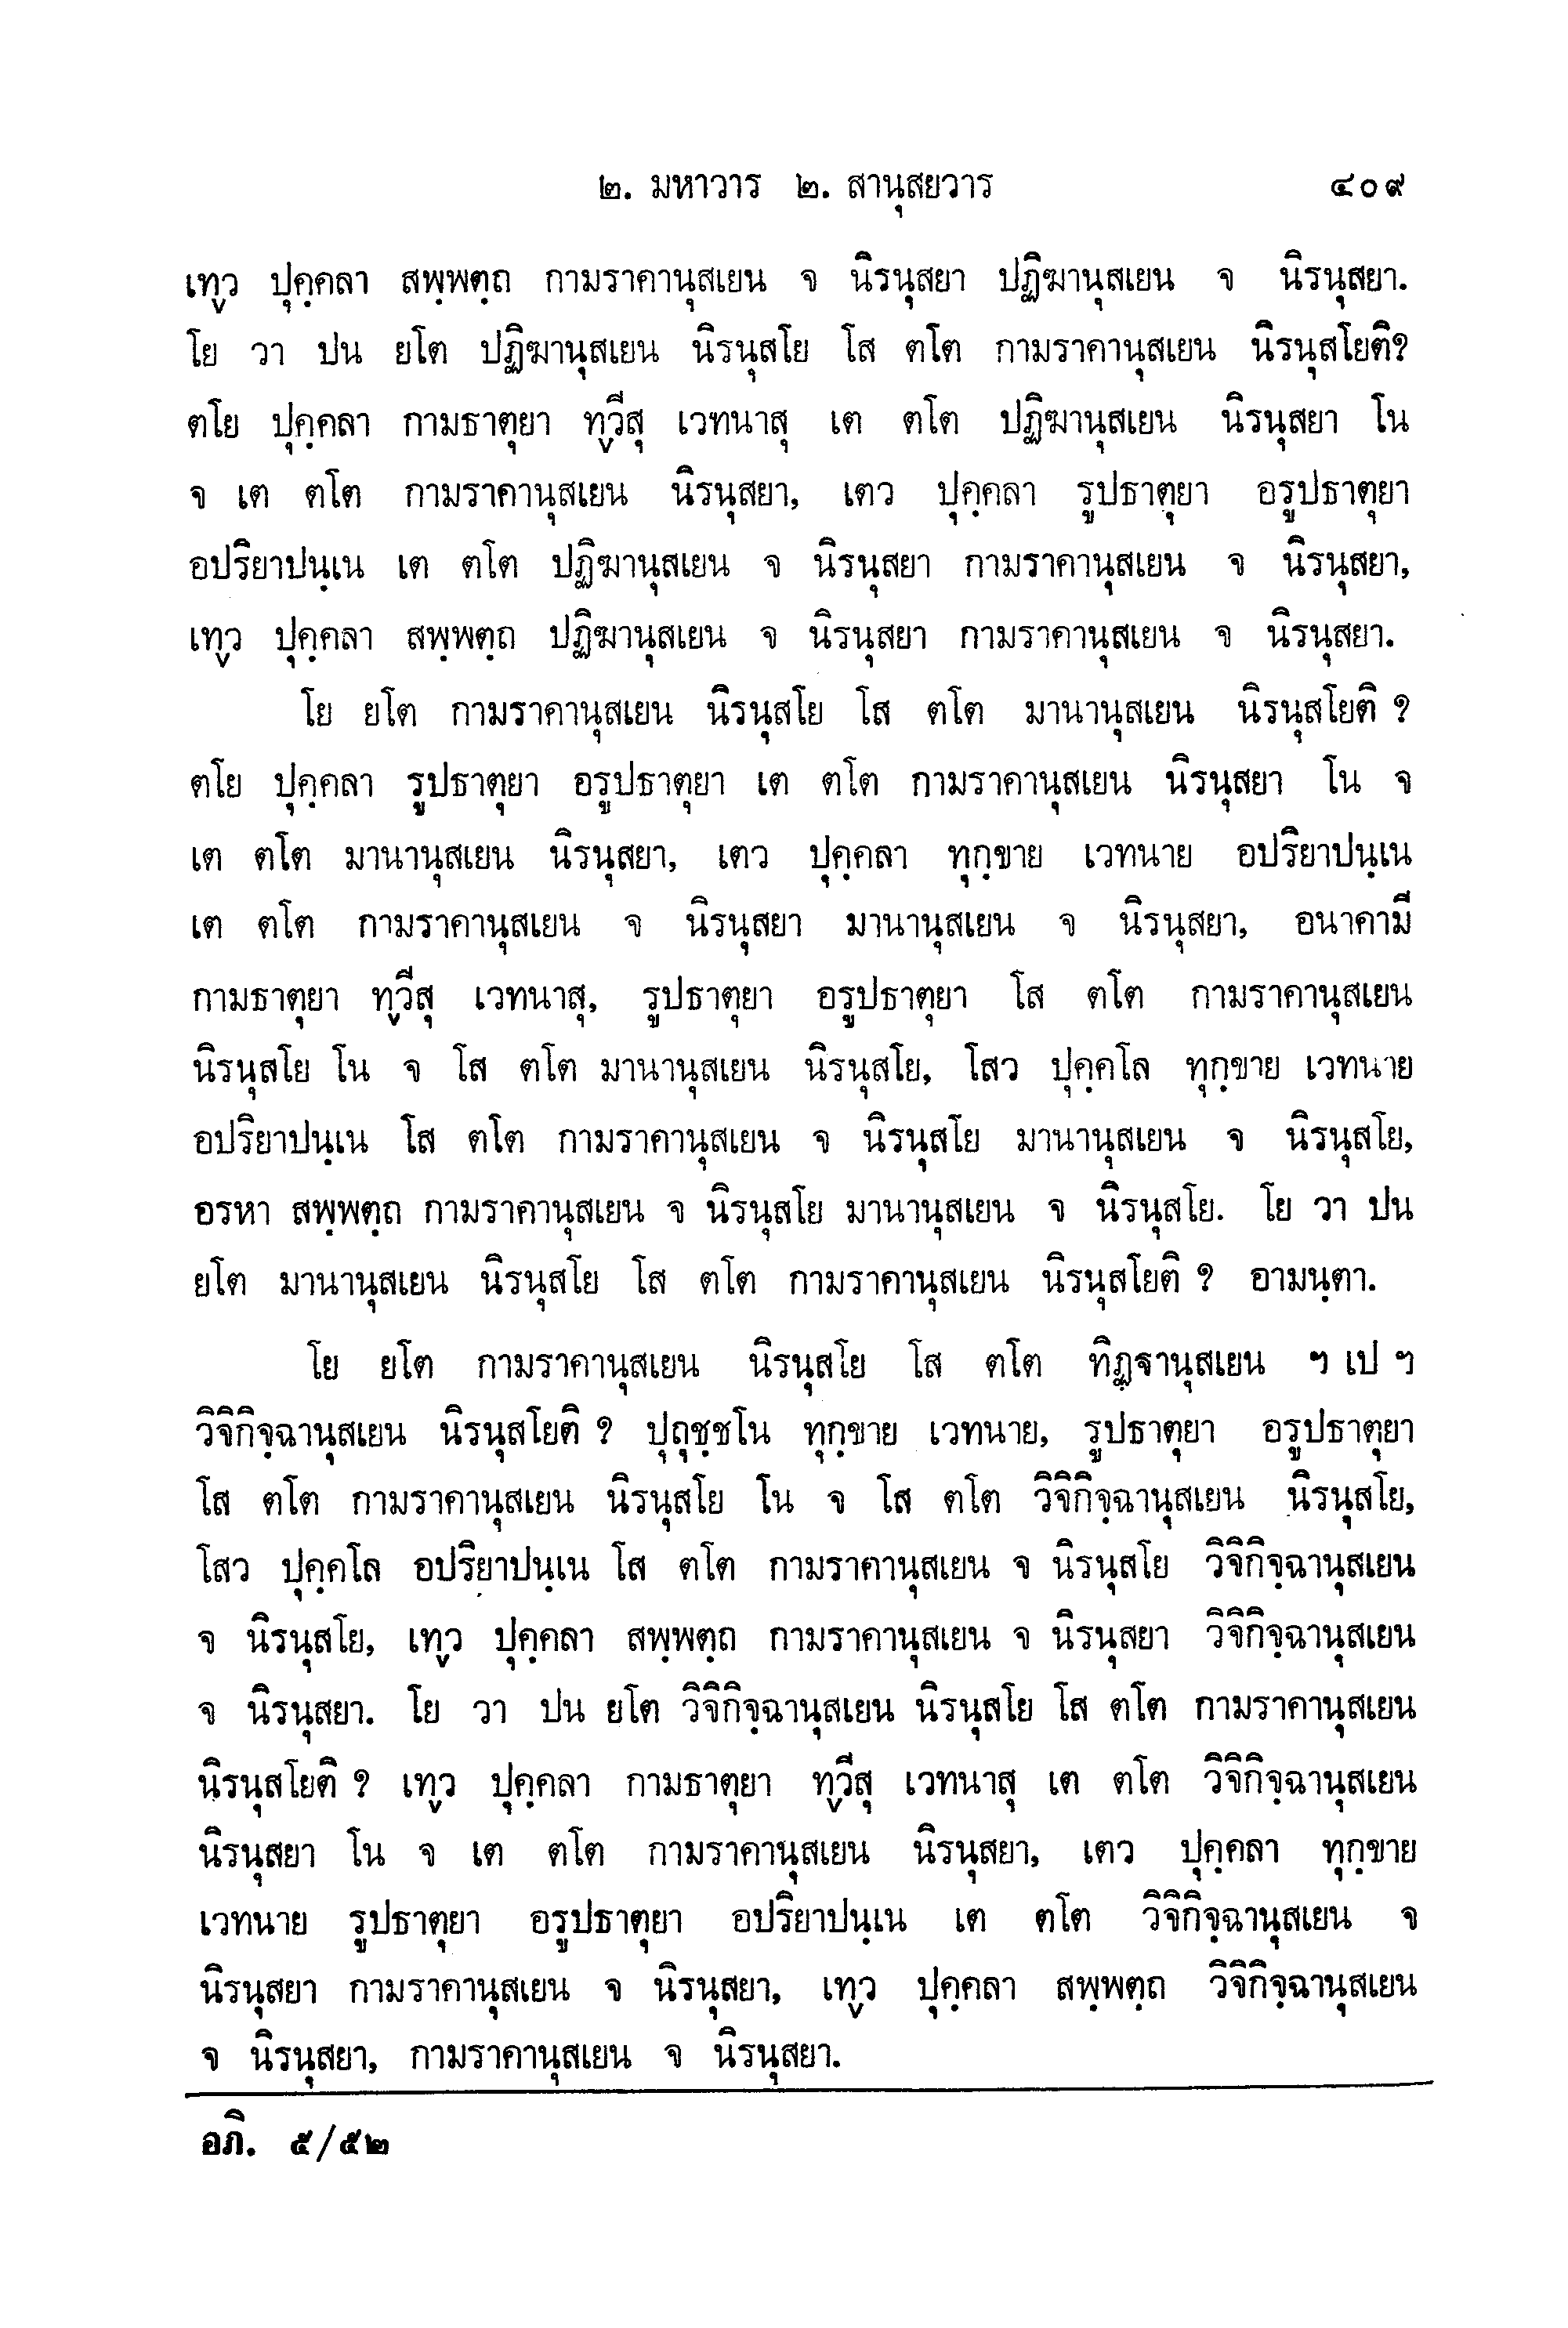 ๒. มหาวาร ๒. สานุสยวาร ๔๐๙
เทฺว ปุคฺคลา สพฺพตฺถ กามราคานุสเยน จ นิรนุสยา ปฏิฆานุสเยน จ นิรนุสยา.
โย วา ปน ยโต ปฏิฆานุสเยน นิรนุสโย โส ตโต กามราคานุสเยน นิรนุสโยติ?
ตโย ปุคฺคลา กามธาตุยา ทฺวีสุ เวทนาสุ เต ตโต ปฏิฆานุสเยน นิรนุสยา โน
จ เต ตโต กามราคานุสเยน นิรนุสยา, เตว ปุคฺคลา รูปธาตุยา อรูปธาตุยา
อปริยาปนฺเน เต ตโต ปฏิฆานุสเยน จ นิรนุสยา กามราคานุสเยน จ นิรนุสยา,
เทฺว ปุคฺคลา สพฺพตฺถ ปฏิฆานุสเยน จ นิรนุสยา กามราคานุสเยน จ นิรนุสยา.
โย ยโต กามราคานุสเยน นิรนุสโย โส ตโต มานานุสเยน นิรนุสโยติ ?
ตโย ปุคฺคลา รูปธาตุยา อรูปธาตุยา เต ตโต กามราคานุสเยน นิรนุสยา โน จ
เต ตโต มานานุสเยน นิรนุสยา, เตว ปุคฺคลา ทุกฺขาย เวทนาย อปริยาปนฺเน
เต ตโต กามราคานุสเยน จ นิรนุสยา มานานุสเยน จ นิรนุสยา, อนาคามี
กามธาตุยา ทฺวีสุ เวทนาสุ, รูปธาตุยา อรูปธาตุยา โส ตโต กามราคานุสเยน
นิรนุสโย โน จ โส ตโต มานานุสเยน นิรนุสโย, โสว ปุคฺคโล ทุกฺขาย เวทนาย
อปริยาปนฺเน โส ตโต กามราคานุสเยน จ นิรนุสโย มานานุสเยน จ นิรนุสโย,
อรหา สพฺพตฺถ กามราคานุสเยน จ นิรนุสโย มานานุสเยน จ นิรนุสโย. โย วา ปน
ยโต มานานุสเยน นิรนุสโย โส ตโต กามราคานุสเยน นิรนุสโยติ ? อามนฺตา.
โย ยโต กามราคานุสเยน นิรนุสโย โส ตโต ทิฏฺฐานุสเยน ฯ เป ฯ
วิจิกิจฺฉานุสเยน นิรนุสโยติ ? ปุถุชฺชโน ทุกฺขาย เวทนาย, รูปธาตุยา อรูปธาตุยา
โส ตโต กามราคานุสเยน นิรนุสโย โน จ โส ตโต วิจิกิจฺฉานุสเยน นิรนุสโย,
โสว ปุคฺคโล อปริยาปนฺเน โส ตโต กามราคานุสเยน จ นิรนุสโย วิจิกิจฺฉานุสเยน
จ นิรนุสโย, เทฺว ปุคฺคลา สพฺพตฺถ กามราคานุสเยน จ นิรนุสยา วิจิกิจฺฉานุสเยน
จ นิรนุสยา. โย วา ปน ยโต วิจิกิจฺฉานุสเยน นิรนุสโย โส ตโต กามราคานุสเยน
นิรนุสโยติ ? เทฺว ปุคฺคลา กามธาตุยา ทฺวีสุ เวทนาสุ เต ตโต วิจิกิจฺฉานุสเยน
นิรนุสยา โน จ เต ตโต กามราคานุสเยน นิรนุสยา, เตว ปุคฺคลา ทุกฺขาย
เวทนาย รูปธาตุยา อรูปธาตุยา อปริยาปนฺเน เต ตโต วิจิกิจฺฉานุสเยน จ
นิรนุสยา กามราคานุสเยน จ นิรนุสยา, เทฺว ปุคฺคลา สพฺพตฺถ วิจิกิจฺฉานุสเยน
จ นิรนุสยา, กามราคานุสเยน จ นิรนุสยา.
อภิ. ๕/๕๒